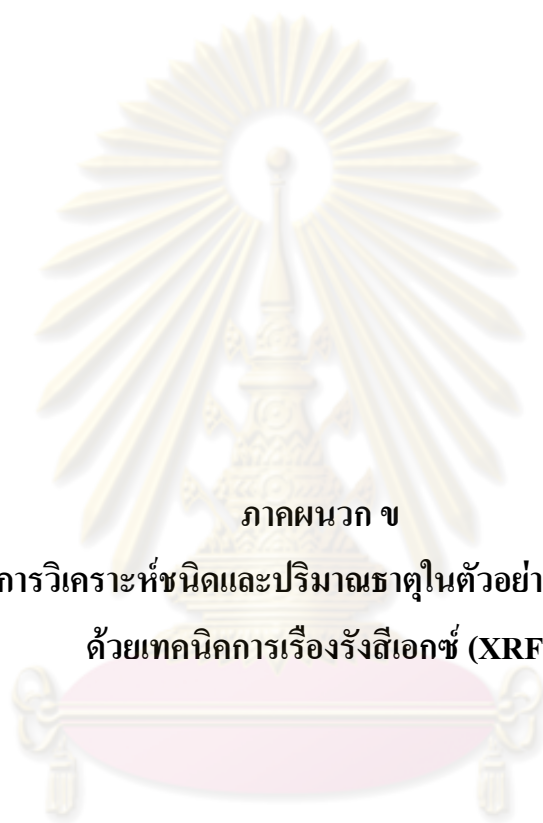 ภาคผนวก ข
การวิเคราะห์ชนิดและปริมาณธาตุในตัวอย่า
ด้วยเทคนิคการเรืองรังสีเอกซ์ (XRF